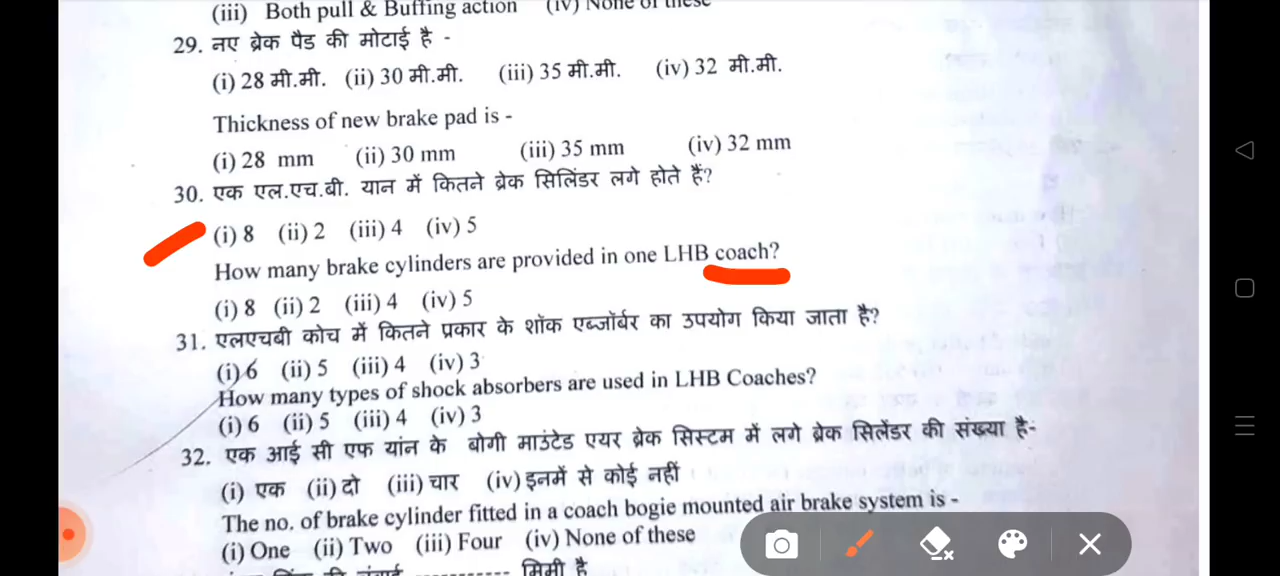 (iii) Both pull & Buffing action (iv) None of these
29. नए ब्रेक पैड की मोटाई है -
(i) 28 मी.मी. (ii) 30 मी.मी. (iii) 35 मी.मी. (iv) 32 मी.मी.
Thickness of new brake pad is -
(i) 28 mm (ii) 30 mm (iii) 35 mm (iv) 32 mm
30. एक एल.एच.बी. यान में कितने ब्रेक सिलिंडर लगे होते हैं?
(i) 8 (ii) 2 (iii) 4 (iv) 5
How many brake cylinders are provided in one LHB coach?
(i) 8 (ii) 2 (iii) 4 (iv) 5
31. एलएचबी कोच में कितने प्रकार के शॉक एब्जॉर्बर का उपयोग किया जाता है?
(i) 6 (ii) 5 (iii) 4 (iv) 3
How many types of shock absorbers are used in LHB Coaches?
(i) 6 (ii) 5 (iii) 4 (iv) 3
32. एक आई सी एफ यांन के बोगी माउंटेड एयर ब्रेक सिस्टम में लगे ब्रेक सिलेंडर की संख्या है-
(i) एक (ii) दो (iii) चार (iv) इनमें से कोई नहीं
The no. of brake cylinder fitted in a coach bogie mounted air brake system is -
(i) One (ii) Two (iii) Four (iv) None of these
---------- मिमी है